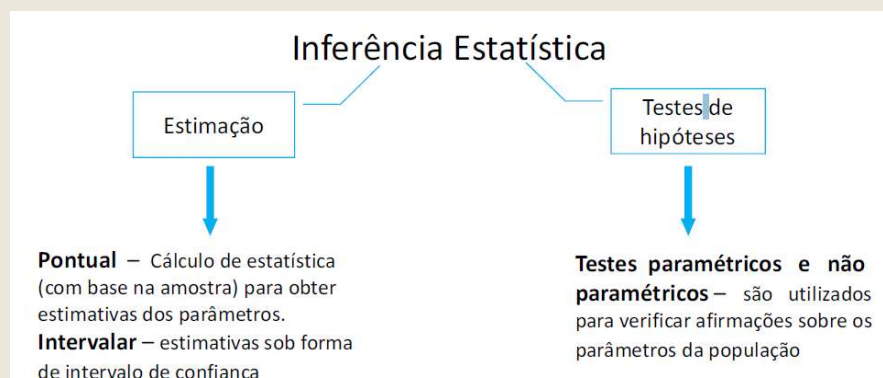 Inferência Estatística
Estimação
Testes de
hipóteses
Pontual – Cálculo de estatística
(com base na amostra) para obter
estimativas dos parâmetros.
Intervalar – estimativas sob forma
de intervalo de confiança
Testes paramétricos e não
paramétricos – são utilizados
para verificar afirmações sobre os
parâmetros da população